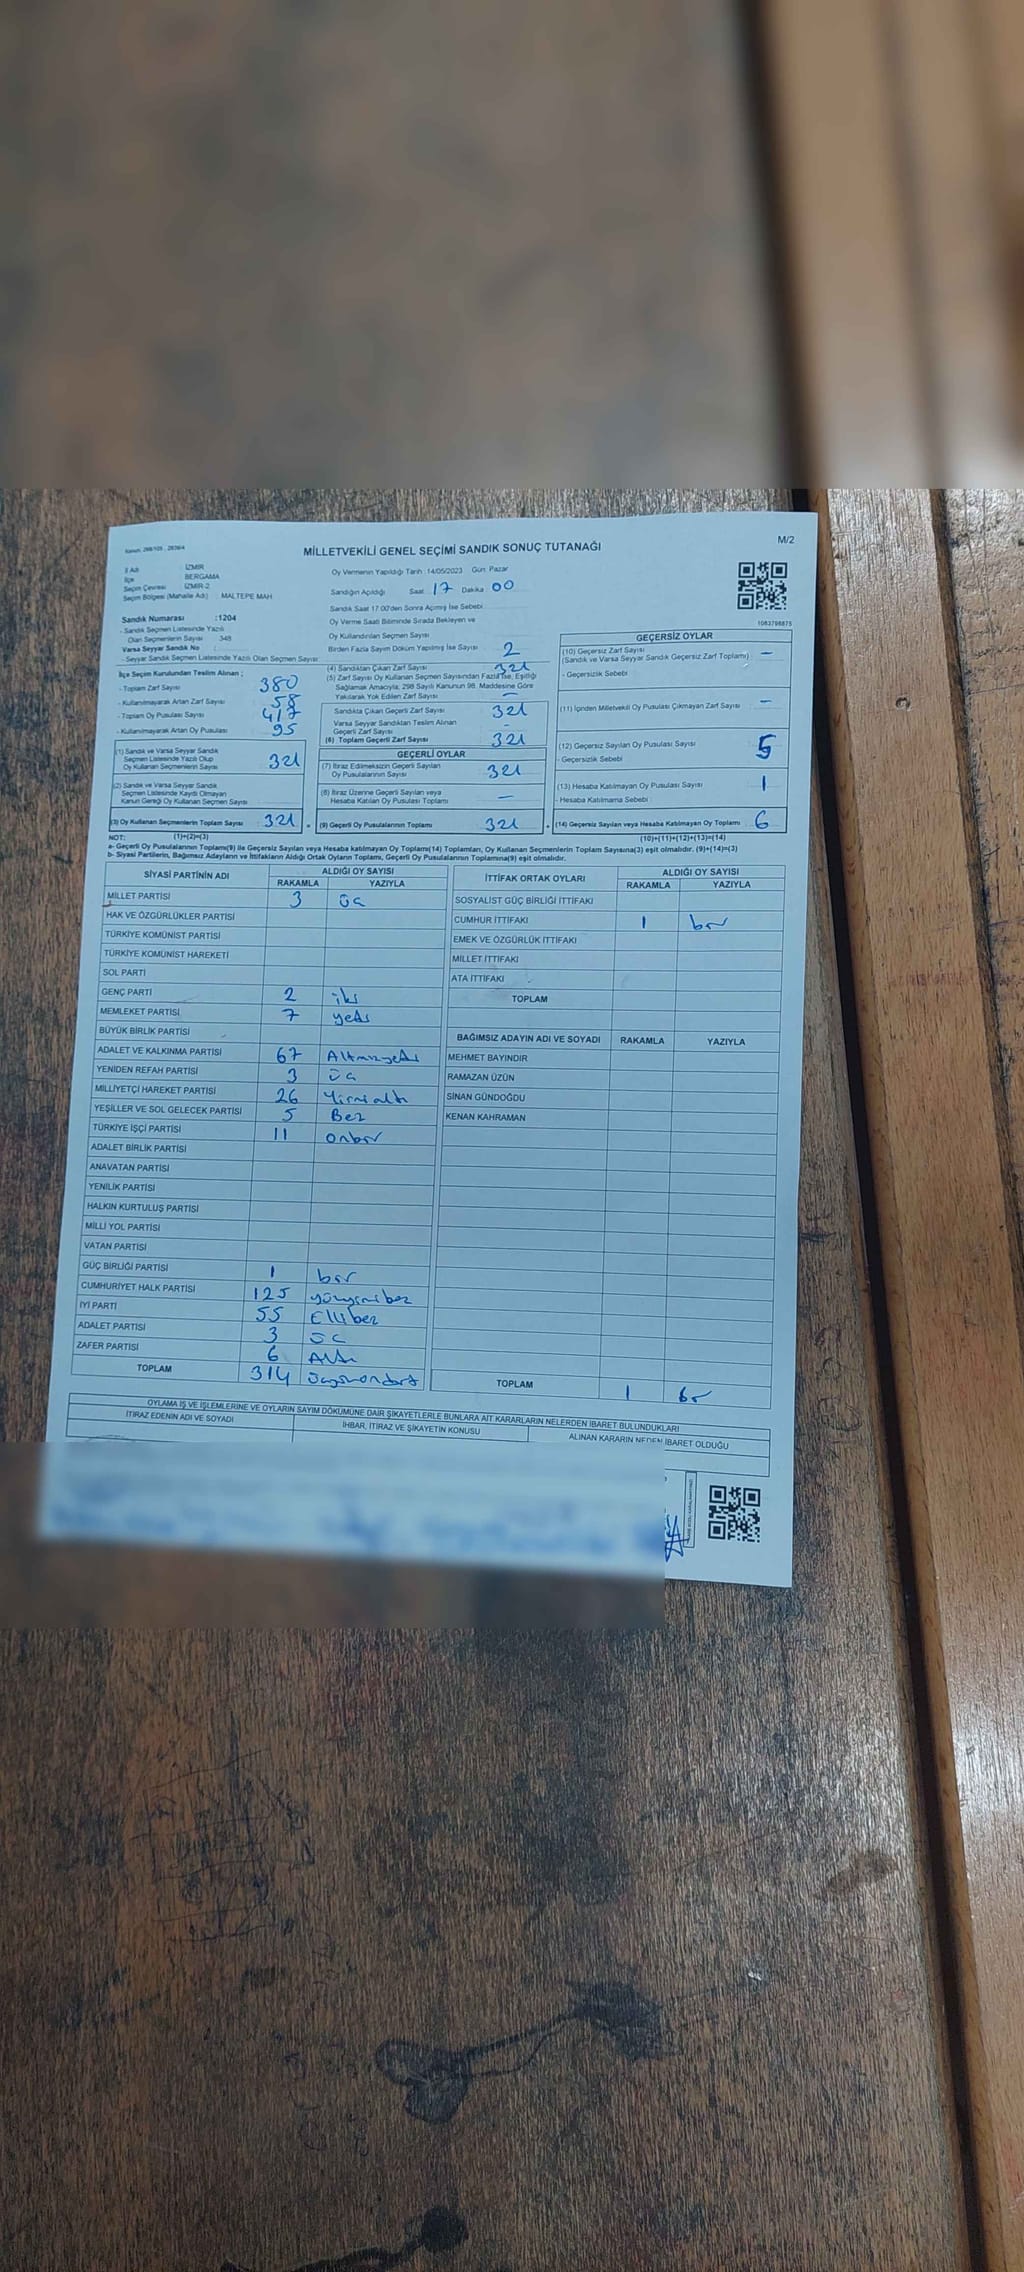 Kanun: 298/105 , 2839/4
MİLLETVEKİLİ GENEL SEÇİMİ SANDIK SONUÇ TUTANAĞI
M/2
İl Adı İZMİR
İlçe BERGAMA
Seçim Çevresi İZMİR-2
Seçim Bölgesi (Mahalle Adı) : MALTEPE MAH
Sandık Numarası :1204
- Sandık Seçmen Listesinde Yazılı
Olan Seçmenlerin Sayısı 348
Varsa Seyyar Sandık No
- Seyyar Sandık Seçmen Listesinde Yazılı Olan Seçmen Sayısı:
Oy Vermenin Yapıldığı Tarih :14/05/2023 Gün: Pazar
Sandığın Açıldığı Saat 17 Dakika 00
Sandık Saat 17.00'den Sonra Açılmış İse Sebebi
Oy Verme Saati Bitiminde Sırada Bekleyen ve
Oy Kullandırılan Seçmen Sayısı
Birden Fazla Sayım Döküm Yapılmış İse Sayısı 2
1063798875
İlçe Seçim Kurulundan Teslim Alınan ;
- Toplam Zarf Sayısı 380
- Kullanılmayarak Artan Zarf Sayısı 58
- Toplam Oy Pusulası Sayısı 417
- Kullanılmayarak Artan Oy Pusulası 95
(1) Sandık ve Varsa Seyyar Sandık
Seçmen Listesinde Yazılı Olup
Oy Kullanan Seçmenlerin Sayısı 321
(2) Sandık ve Varsa Seyyar Sandık
Seçmen Listesinde Kaydı Olmayan
Kanun Gereği Oy Kullanan Seçmen Sayısı
(3) Oy Kullanan Seçmenlerin Toplam Sayısı 321
(4) Sandıktan Çıkan Zarf Sayısı 321
(5) Zarf Sayısı Oy Kullanan Seçmen Sayısından Fazla İse, Eşitliği
Sağlamak Amacıyla, 298 Sayılı Kanunun 98. Maddesine Göre
Yakılarak Yok Edilen Zarf Sayısı –
Sandıkta Çıkan Geçerli Zarf Sayısı 321
Varsa Seyyar Sandıktan Teslim Alınan
Geçerli Zarf Sayısı –
(6) Toplam Geçerli Zarf Sayısı 321
GEÇERLİ OYLAR
(7) İtiraz Edilmeksizin Geçerli Sayılan
Oy Pusulalarının Sayısı 321
(8) İtiraz Üzerine Geçerli Sayılan veya
Hesaba Katılan Oy Pusulası Toplamı –
(9) Geçerli Oy Pusulalarının Toplamı 321
GEÇERSİZ OYLAR
(10) Geçersiz Zarf Sayısı –
(Sandık ve Varsa Seyyar Sandık Geçersiz Zarf Toplamı)
- Geçersizlik Sebebi
(11) İçinden Milletvekili Oy Pusulası Çıkmayan Zarf Sayısı –
(12) Geçersiz Sayılan Oy Pusulası Sayısı 5
- Geçersizlik Sebebi
(13) Hesaba Katılmayan Oy Pusulası Sayısı 1
- Hesaba Katılmama Sebebi
(14) Geçersiz Sayılan veya Hesaba Katılmayan Oy Toplamı 6
NOT: (1)+(2)=(3) (10)+(11)+(12)+(13)=(14)
a- Geçerli Oy Pusulaları Toplamı(9) ile Geçersiz Sayılan veya Hesaba katılmayan Oy Toplamı(14) Toplamları, Oy Kullanan Seçmenlerin Toplam Sayısına(3) eşit olmalıdır. (9)+(14)=(3)
b- Siyasi Partilerin, Bağımsız Adayların ve İttifakların Aldığı Ortak Oyların Toplamı, Geçerli Oy Pusulalarının Toplamına(9) eşit olmalıdır.
SİYASİ PARTİNİN ADI ALDIĞI OY SAYISI
RAKAMLA YAZIYLA
MİLLET PARTİSİ 3 üç
HAK VE ÖZGÜRLÜKLER PARTİSİ
TÜRKİYE KOMÜNİST PARTİSİ
TÜRKİYE KOMÜNİST HAREKETİ
SOL PARTİ
GENÇ PARTİ 2 iki
MEMLEKET PARTİSİ 7 yedi
BÜYÜK BİRLİK PARTİSİ
ADALET VE KALKINMA PARTİSİ 67 Altmışyedi
YENİDEN REFAH PARTİSİ 3 üç
MİLLİYETÇİ HAREKET PARTİSİ 26 Yirmialtı
YEŞİLLER VE SOL GELECEK PARTİSİ 5 Beş
TÜRKİYE İŞÇİ PARTİSİ 11 onbir
ADALET BİRLİK PARTİSİ
ANAVATAN PARTİSİ
YENİLİK PARTİSİ
HALKIN KURTULUŞ PARTİSİ
MİLLİ YOL PARTİSİ
VATAN PARTİSİ
GÜÇ BİRLİĞİ PARTİSİ 1 bir
CUMHURİYET HALK PARTİSİ 125 yüzyirmibeş
İYİ PARTİ 55 Ellibeş
ADALET PARTİSİ 3 üç
ZAFER PARTİSİ 6 Altı
TOPLAM 314 üçyüzondört
İTTİFAK ORTAK OYLARI ALDIĞI OY SAYISI
RAKAMLA YAZIYLA
SOSYALİST GÜÇ BİRLİĞİ İTTİFAKI
CUMHUR İTTİFAKI 1 bir
EMEK VE ÖZGÜRLÜK İTTİFAKI
MİLLET İTTİFAKI
ATA İTTİFAKI
TOPLAM
BAĞIMSIZ ADAYIN ADI VE SOYADI RAKAMLA YAZIYLA
MEHMET BAYINDIR
RAMAZAN ÜZÜN
SİNAN GÜNDOĞDU
KENAN KAHRAMAN
TOPLAM 1 bir
OYLAMA İŞ VE İŞLEMLERİNE VE OYLARIN SAYIM DÖKÜMÜNE DAİR ŞİKAYETLERLE BUNLARA AİT KARARLARIN NELERDEN İBARET BULUNDUKLARI
İTİRAZ EDENİN ADI VE SOYADI İHBAR, İTİRAZ VE ŞİKAYETİN KONUSU ALINAN KARARIN NEDEN İBARET OLDUĞU